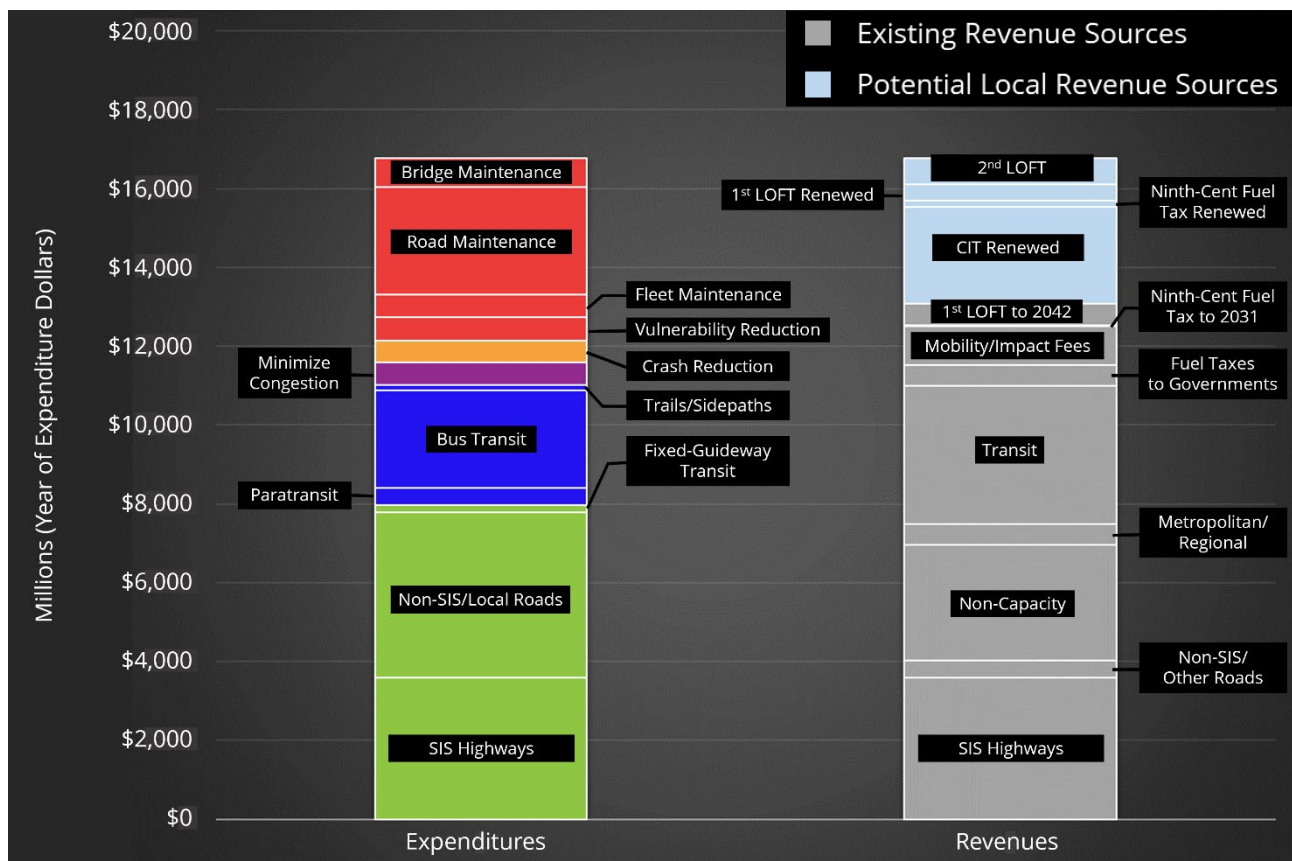 Existing Revenue Sources
Potential Local Revenue Sources
Millions (Year of Expenditure Dollars)
$20,000
$18,000
$16,000
$14,000
$12,000
$10,000
$8,000
$6,000
$4,000
$2,000
$0
Bridge Maintenance
Road Maintenance
Fleet Maintenance
Vulnerability Reduction
Crash Reduction
Minimize
Congestion
Trails/Sidepaths
Bus Transit
Fixed-Guideway
Transit
Paratransit
Non-SIS/Local Roads
SIS Highways
Expenditures
2nd LOFT
1st LOFT Renewed
Ninth-Cent Fuel
Tax Renewed
CIT Renewed
1st LOFT to 2042
Ninth-Cent Fuel
Tax to 2031
Mobility/Impact Fees
Fuel Taxes
to Governments
Transit
Metropolitan/
Regional
Non-Capacity
Non-SIS/
Other Roads
SIS Highways
Revenues